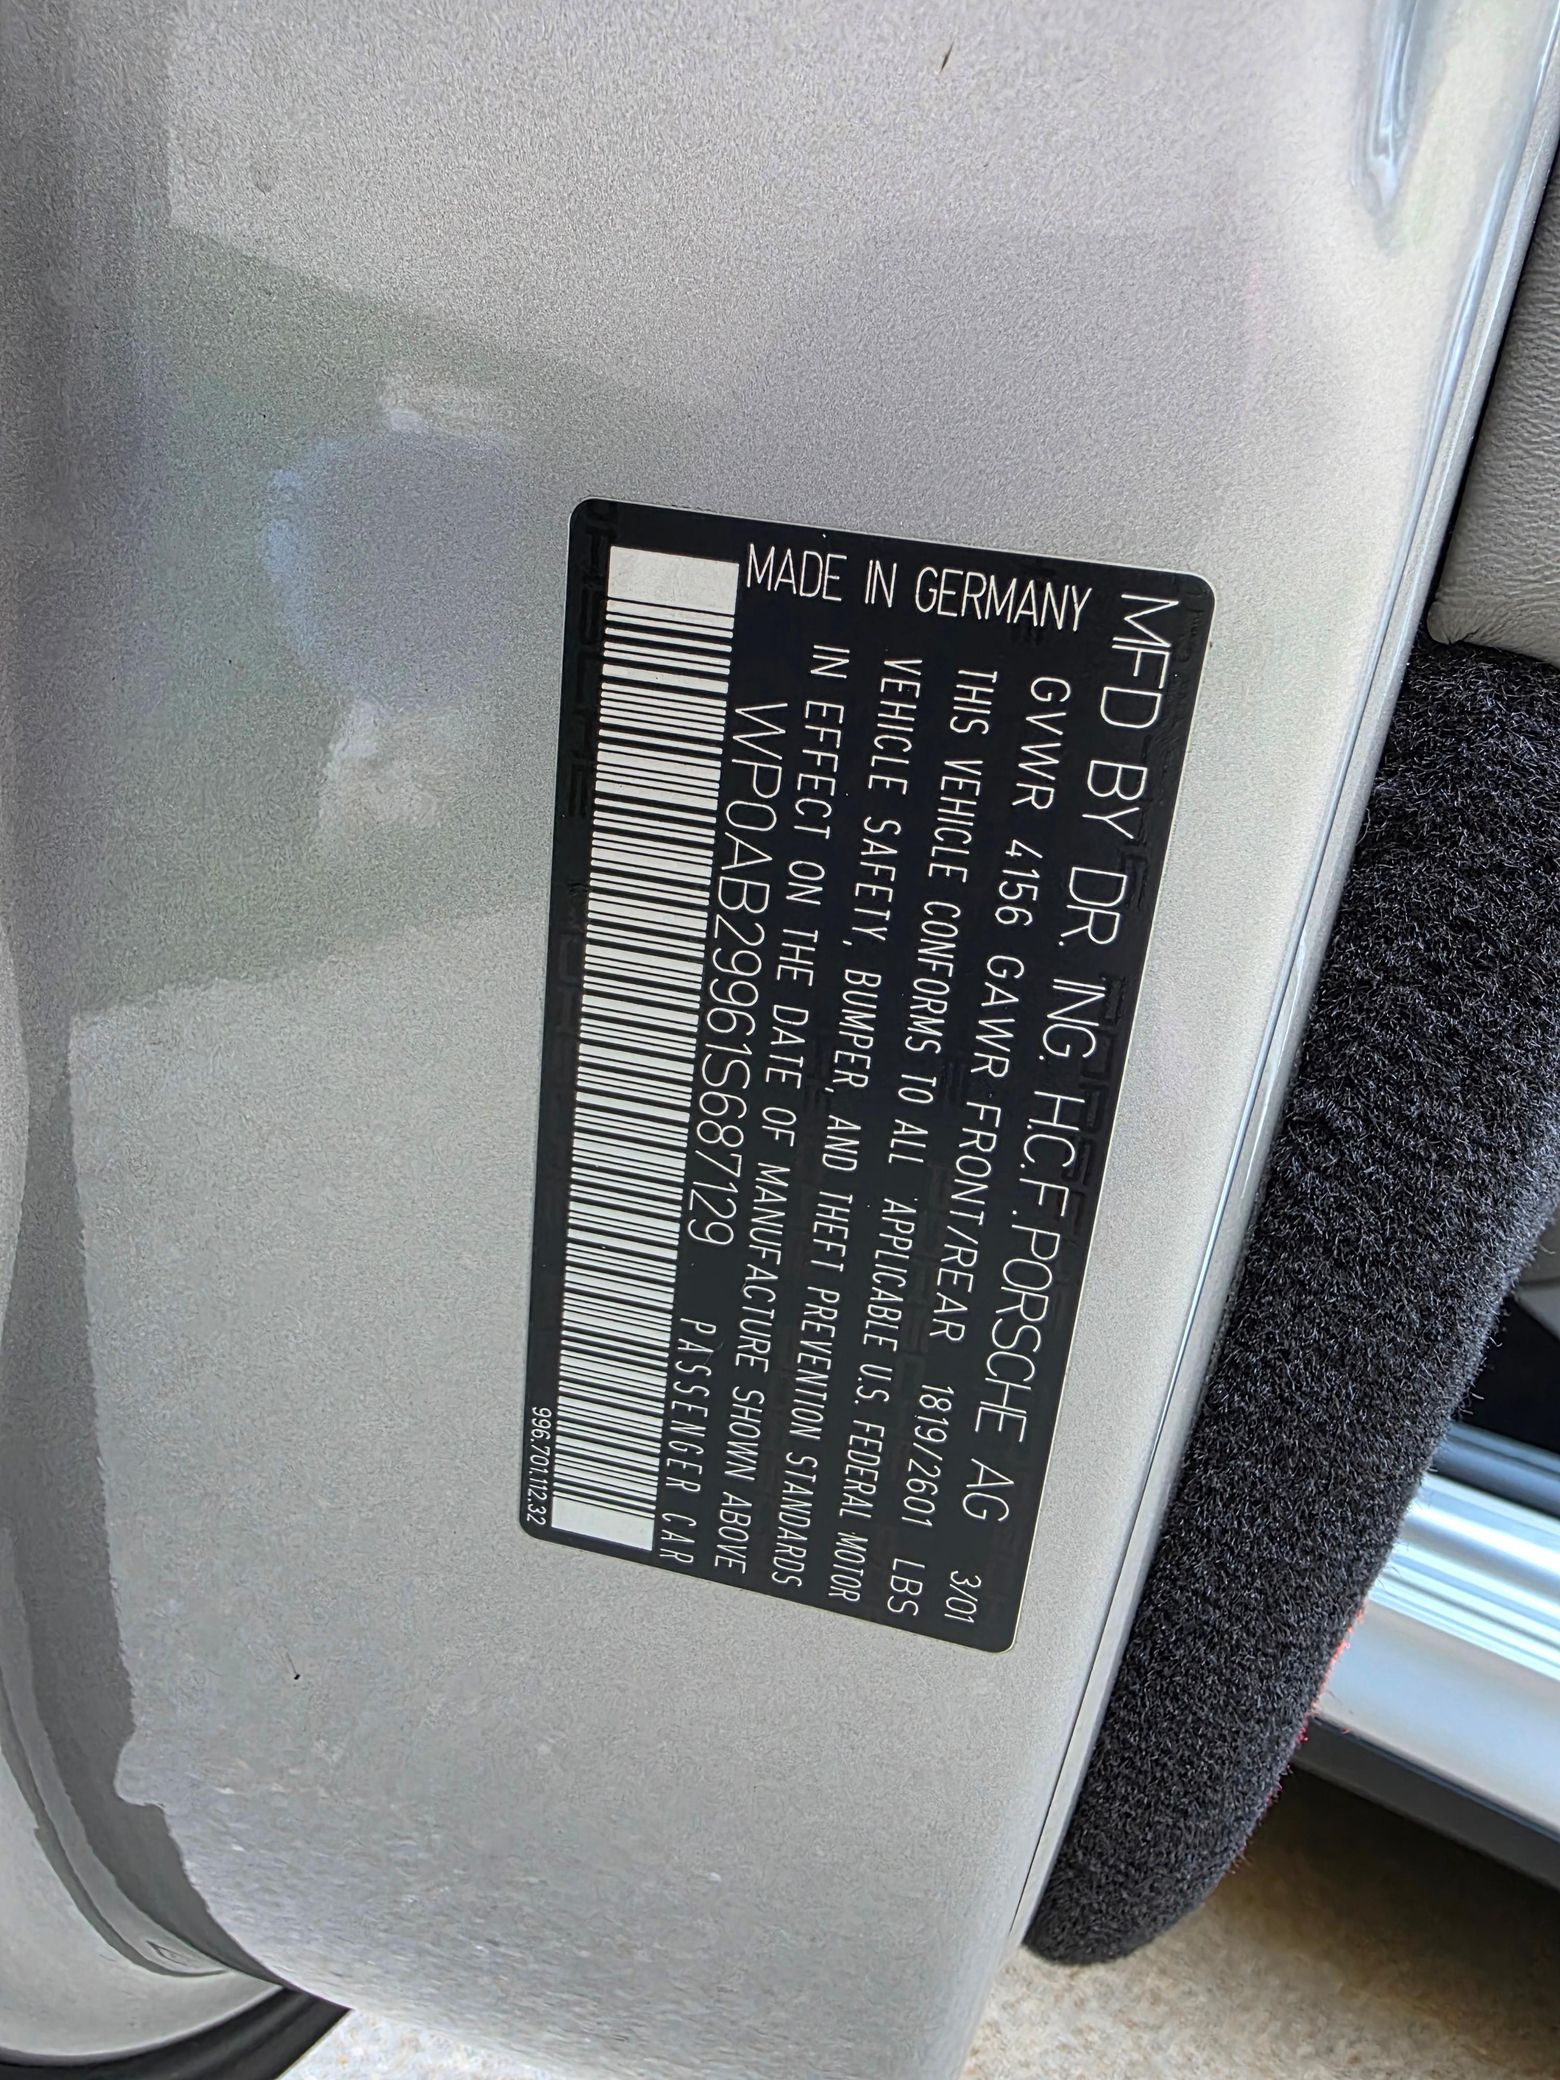 MFD BY DR. ING. H.C.F. PORSCHE AG 3/01
GVWR 4156 GAWR FRONT/REAR 1819/2601 LBS
THIS VEHICLE CONFORMS TO ALL APPLICABLE U.S. FEDERAL MOTOR
VEHICLE SAFETY, BUMPER, AND THEFT PREVENTION STANDARDS
IN EFFECT ON THE DATE OF MANUFACTURE SHOWN ABOVE
MADE IN GERMANY
WP0AB29961S687129 PASSENGER CAR
996.701.112.32